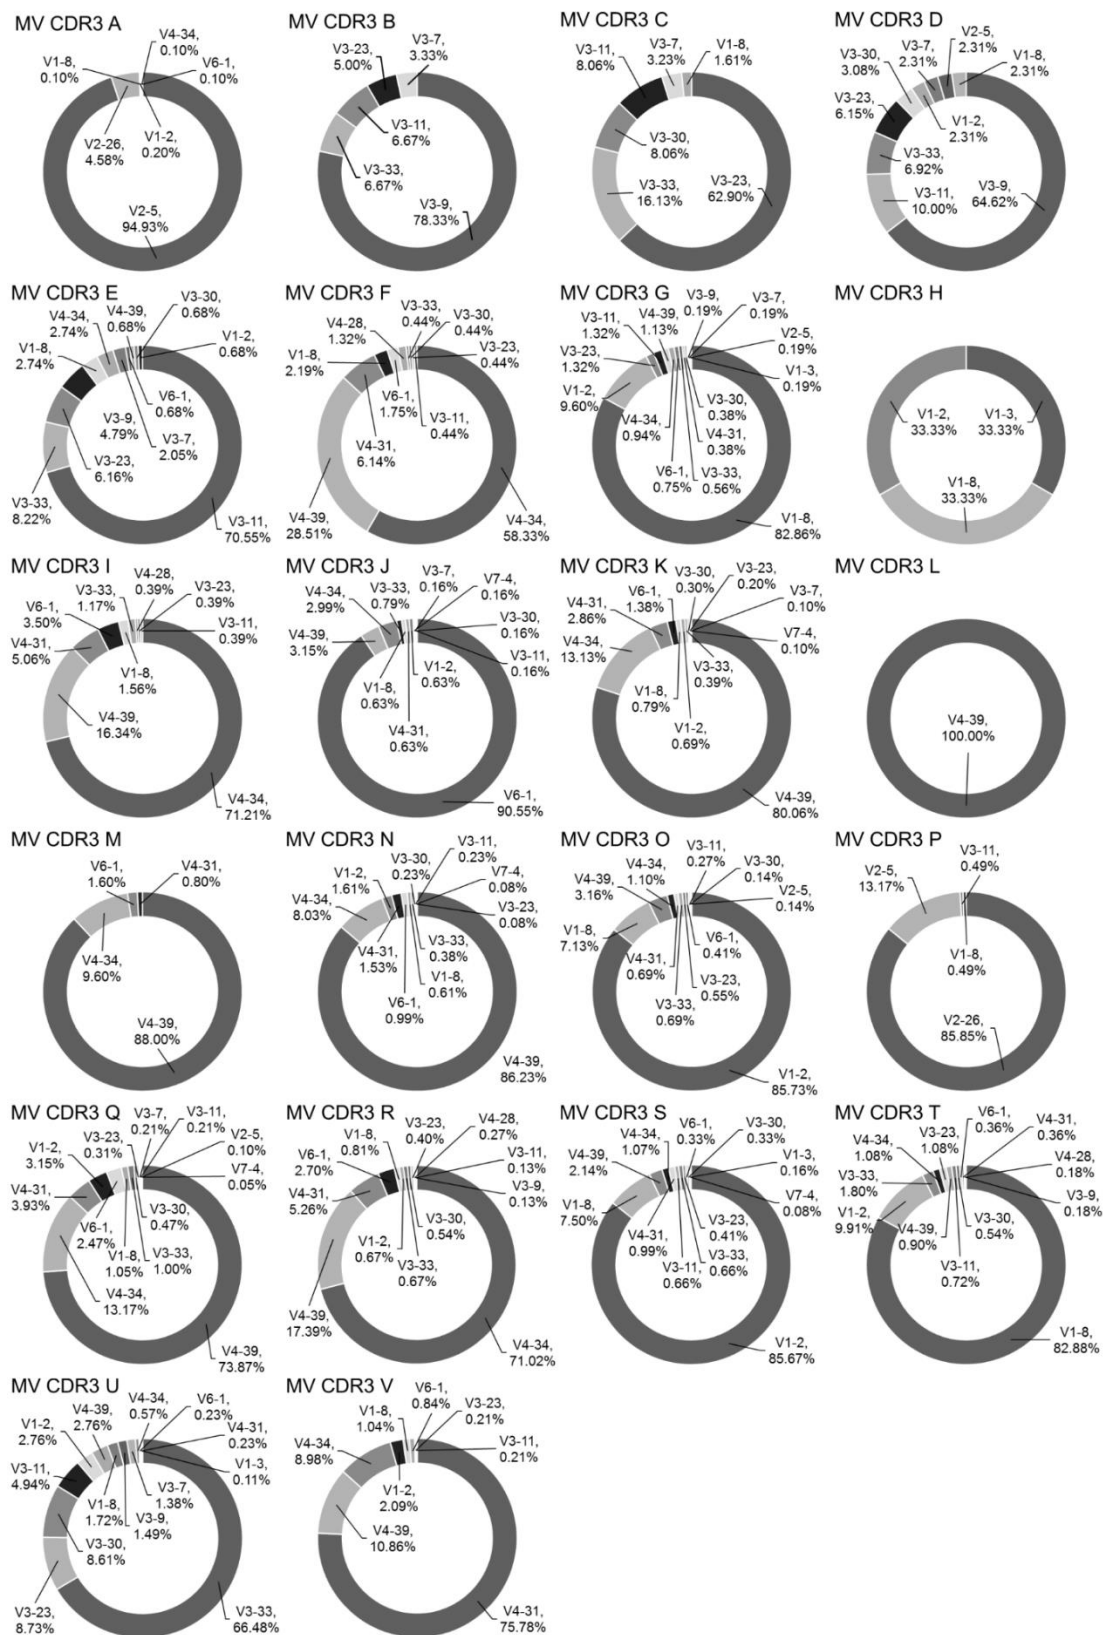 MV CDR3 A
V4-34,
0.10%
V1-8,
0.10%
V6-1,
0.10%
V1-2,
0.20%
V2-26,
4.58%
V2-5,
94.93%
MV CDR3 B
V3-7,
3.33%
V3-23,
5.00%
V3-11,
6.67%
V3-33,
6.67%
V3-9,
78.33%
MV CDR3 C
V3-7,
3.23%
V1-8,
1.61%
V3-11,
8.06%
V3-30,
8.06%
V3-33,
16.13%
V3-23,
62.90%
MV CDR3 D
V2-5,
2.31%
V3-7,
2.31%
V1-8,
2.31%
V3-30,
3.08%
V3-23,
6.15%
V1-2,
2.31%
V3-33,
6.92%
V3-11,
10.00%
V3-9,
64.62%
MV CDR3 E
V3-30,
0.68%
V4-34,
2.74%
V4-39,
0.68%
V1-2,
0.68%
V1-8,
2.74%
V6-1,
0.68%
V3-9,
4.79%
V3-7,
2.05%
V3-23,
6.16%
V3-33,
8.22%
V3-11,
70.55%
MV CDR3 F
V3-33,
0.44%
V3-30,
0.44%
V4-28,
1.32%
V3-23,
0.44%
V1-8,
2.19%
V6-1,
1.75%
V3-11,
0.44%
V4-31,
6.14%
V4-39,
28.51%
V4-34,
58.33%
MV CDR3 G
V3-9,
0.19%
V3-7,
0.19%
V3-11,
1.32%
V4-39,
1.13%
V2-5,
0.19%
V3-23,
1.32%
V1-3,
0.19%
V1-2,
9.60%
V3-30,
0.38%
V4-34,
0.94%
V4-31,
0.38%
V6-1,
0.75%
V3-33,
0.56%
V1-8,
82.86%
MV CDR3 H
V1-2,
33.33%
V1-3,
33.33%
V1-8,
33.33%
MV CDR3 I
V4-28,
0.39%
V3-33,
1.17%
V3-23,
0.39%
V6-1,
3.50%
V3-11,
0.39%
V4-31,
5.06%
V1-8,
1.56%
V4-39,
16.34%
V4-34,
71.21%
MV CDR3 J
V3-7,
0.16%
V7-4,
0.16%
V4-34,
2.99%
V3-33,
0.79%
V3-30,
0.16%
V4-39,
3.15%
V3-11,
0.16%
V1-2,
0.63%
V1-8,
0.63%
V4-31,
0.63%
V6-1,
90.55%
MV CDR3 K
V3-30,
0.30%
V3-23,
0.20%
V6-1,
1.38%
V3-7,
0.10%
V4-31,
2.86%
V7-4,
0.10%
V4-34,
13.13%
V3-33,
0.39%
V1-8,
0.79%
V1-2,
0.69%
V4-39,
80.06%
MV CDR3 L
V4-39,
100.00%
MV CDR3 M
V6-1,
1.60%
V4-31,
0.80%
V4-34,
9.60%
V4-39,
88.00%
MV CDR3 N
V3-11,
0.23%
V3-30,
0.23%
V7-4,
0.08%
V1-2,
1.61%
V3-23,
0.08%
V4-34,
8.03%
V3-33,
0.38%
V4-31,
1.53%
V1-8,
0.61%
V6-1,
0.99%
V4-39,
86.23%
MV CDR3 O
V3-11,
0.27%
V3-30,
0.14%
V4-34,
1.10%
V2-5,
0.14%
V4-39,
3.16%
V1-8,
7.13%
V6-1,
0.41%
V4-31,
0.69%
V3-23,
0.55%
V3-33,
0.69%
V1-2,
85.73%
MV CDR3 P
V3-11,
0.49%
V2-5,
13.17%
V1-8,
0.49%
V2-26,
85.85%
MV CDR3 Q
V3-7,
0.21%
V3-11,
0.21%
V3-23,
0.31%
V2-5,
0.10%
V1-2,
3.15%
V7-4,
0.05%
V4-31,
3.93%
V3-30,
0.47%
V6-1,
2.47%
V1-8,
1.05%
V3-33,
1.00%
V4-34,
13.17%
V4-39,
73.87%
MV CDR3 R
V3-23,
0.40%
V4-28,
0.27%
V1-8,
0.81%
V3-11,
0.13%
V6-1,
2.70%
V3-9,
0.13%
V4-31,
5.26%
V3-30,
0.54%
V1-2,
0.67%
V3-33,
0.67%
V4-39,
17.39%
V4-34,
71.02%
MV CDR3 S
V6-1,
0.33%
V3-30,
0.33%
V4-34,
1.07%
V1-3,
0.16%
V4-39,
2.14%
V7-4,
0.08%
V1-8,
7.50%
V3-23,
0.41%
V4-31,
0.99%
V3-33,
0.66%
V3-11,
0.66%
V1-2,
85.67%
MV CDR3 T
V6-1,
0.36%
V4-31,
0.36%
V3-23,
1.08%
V4-34,
1.08%
V4-28,
0.18%
V3-33,
1.80%
V3-9,
0.18%
V1-2,
9.91%
V3-30,
0.54%
V4-39,
0.90%
V3-11,
0.72%
V1-8,
82.88%
MV CDR3 U
V4-34,
0.57%
V6-1,
0.23%
V4-39,
2.76%
V4-31,
0.23%
V1-2,
2.76%
V1-3,
0.11%
V3-11,
4.94%
V3-7,
1.38%
V1-8,
1.72%
V3-9,
1.49%
V3-30,
8.61%
V3-23,
8.73%
V3-33,
66.48%
MV CDR3 V
V6-1,
0.84%
V1-8,
1.04%
V3-23,
0.21%
V4-34,
8.98%
V3-11,
0.21%
V1-2,
2.09%
V4-39,
10.86%
V4-31,
75.78%